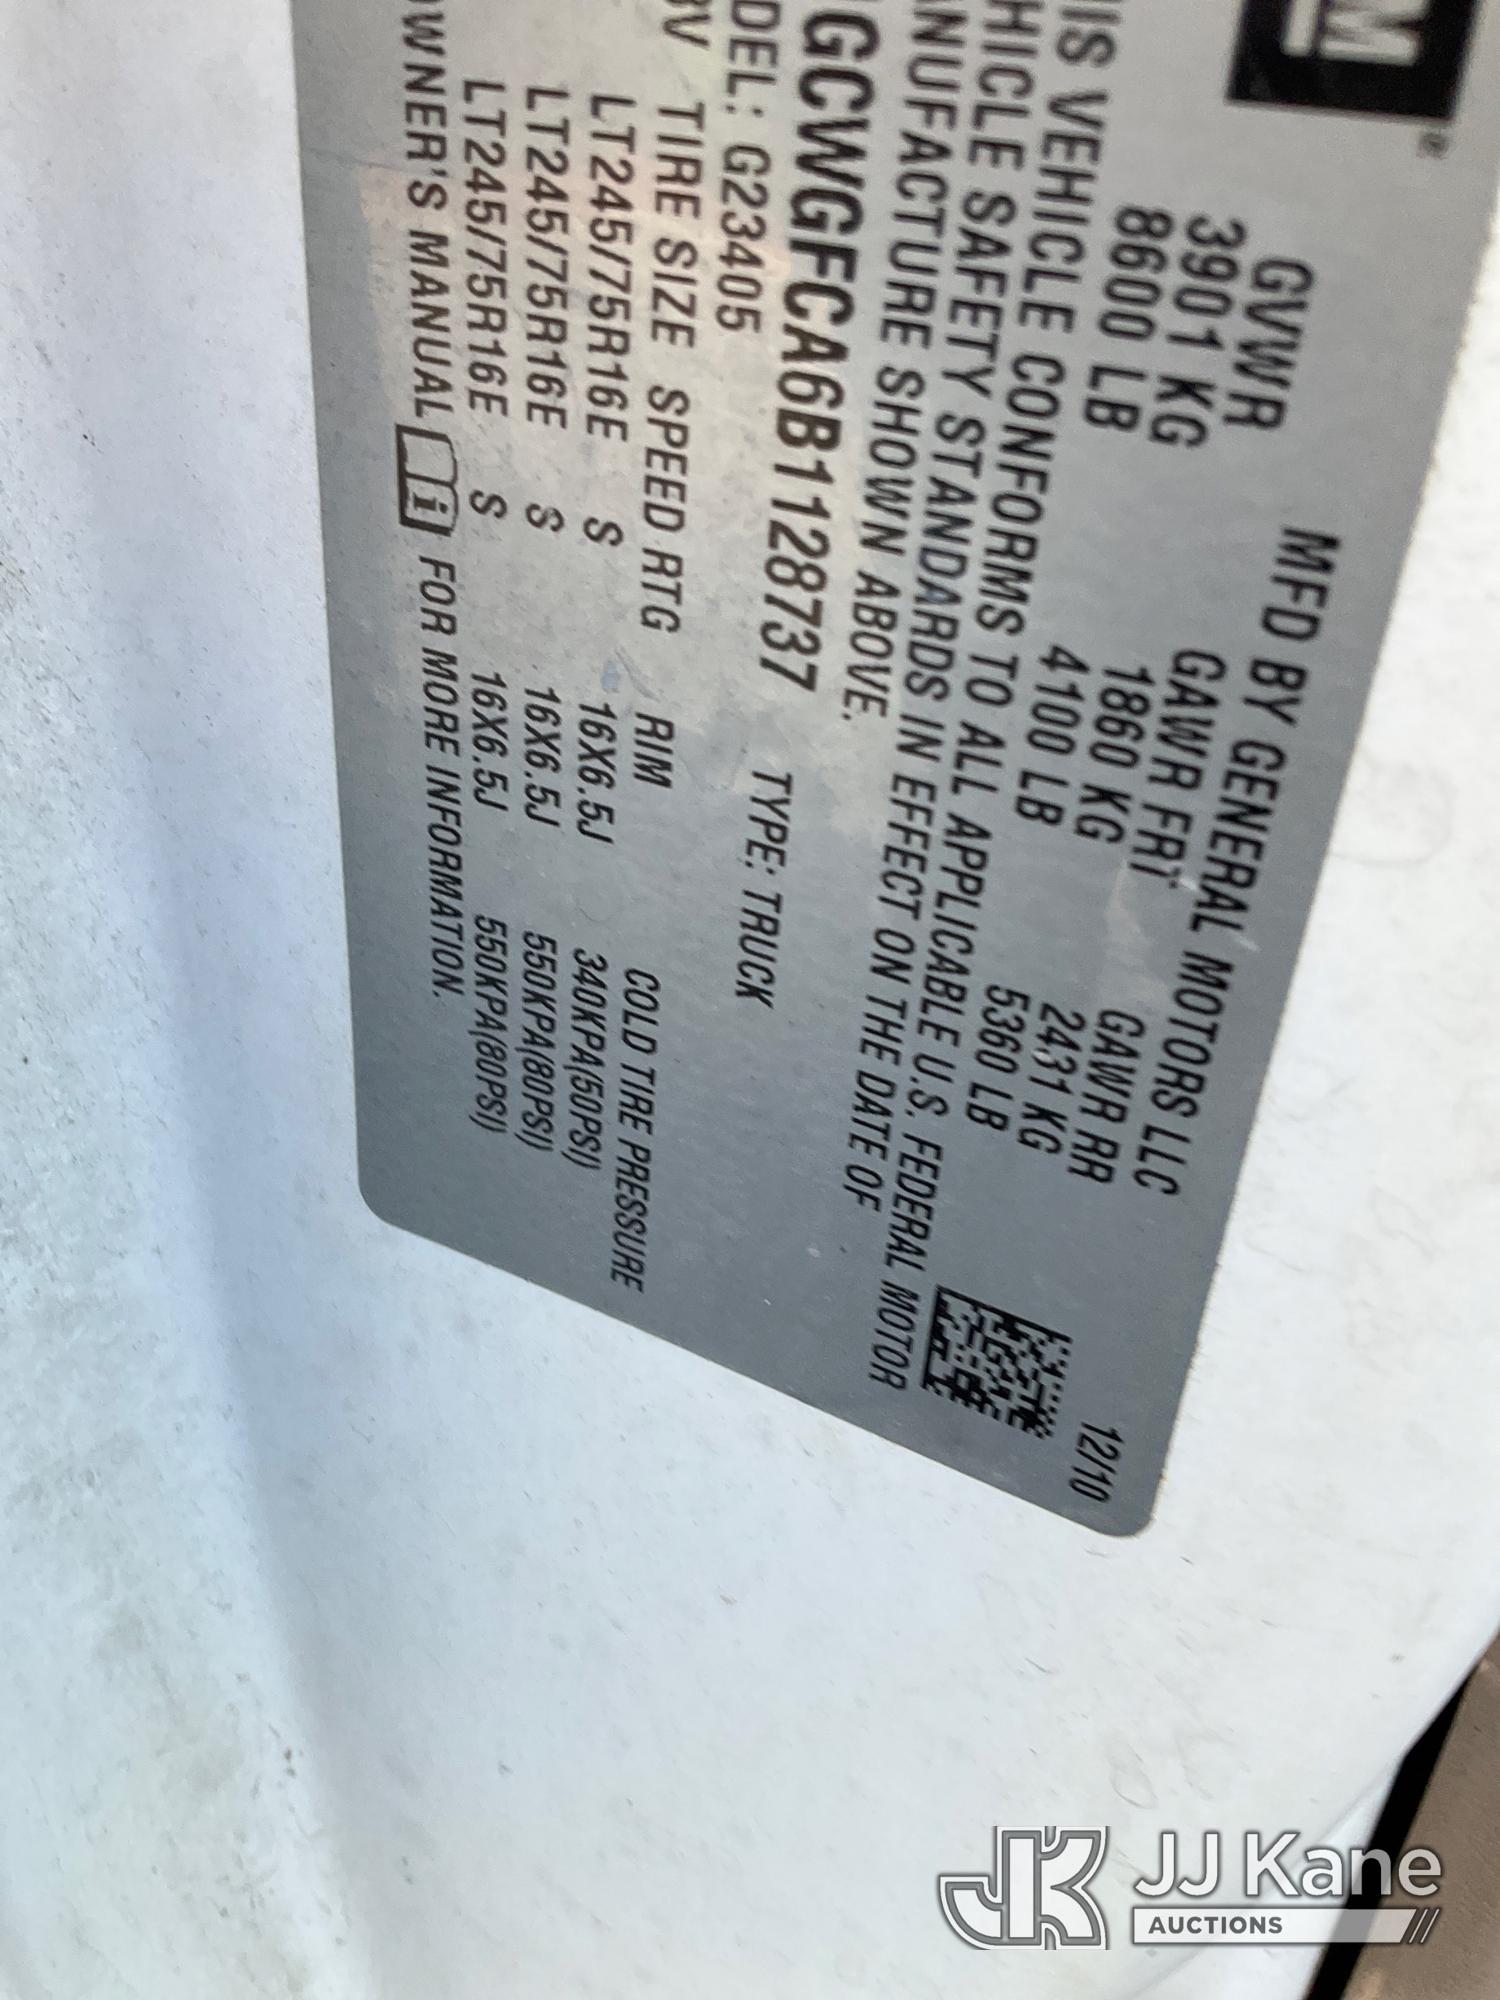 GM
MFD BY GENERAL MOTORS LLC 12/10
GVWR GAWR FRT GAWR RR
3901 KG 1860 KG 2431 KG
8600 LB 4100 LB 5360 LB
IS VEHICLE CONFORMS TO ALL APPLICABLE U.S. FEDERAL MOTOR
HICLE SAFETY STANDARDS IN EFFECT ON THE DATE OF
ANUFACTURE SHOWN ABOVE.
GCWGFCA6B1128737 TYPE: TRUCK
DEL: G23405
TIRE SIZE SPEED RTG RIM COLD TIRE PRESSURE
LT245/75R16E S 16X6.5J 340KPA(50PSI)
LT245/75R16E S 16X6.5J 550KPA(80PSI)
LT245/75R16E S 16X6.5J 550KPA(80PSI)
OWNER'S MANUAL i FOR MORE INFORMATION.
JK JJ Kane
AUCTIONS